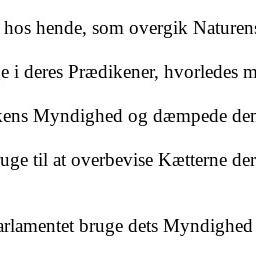 hos hende, som overgik Naturens
e i deres Prædikener, hvorledes m
kens Myndighed og dæmpede den
uge til at overbevise Kætterne der
arlamentet bruge dets Myndighed